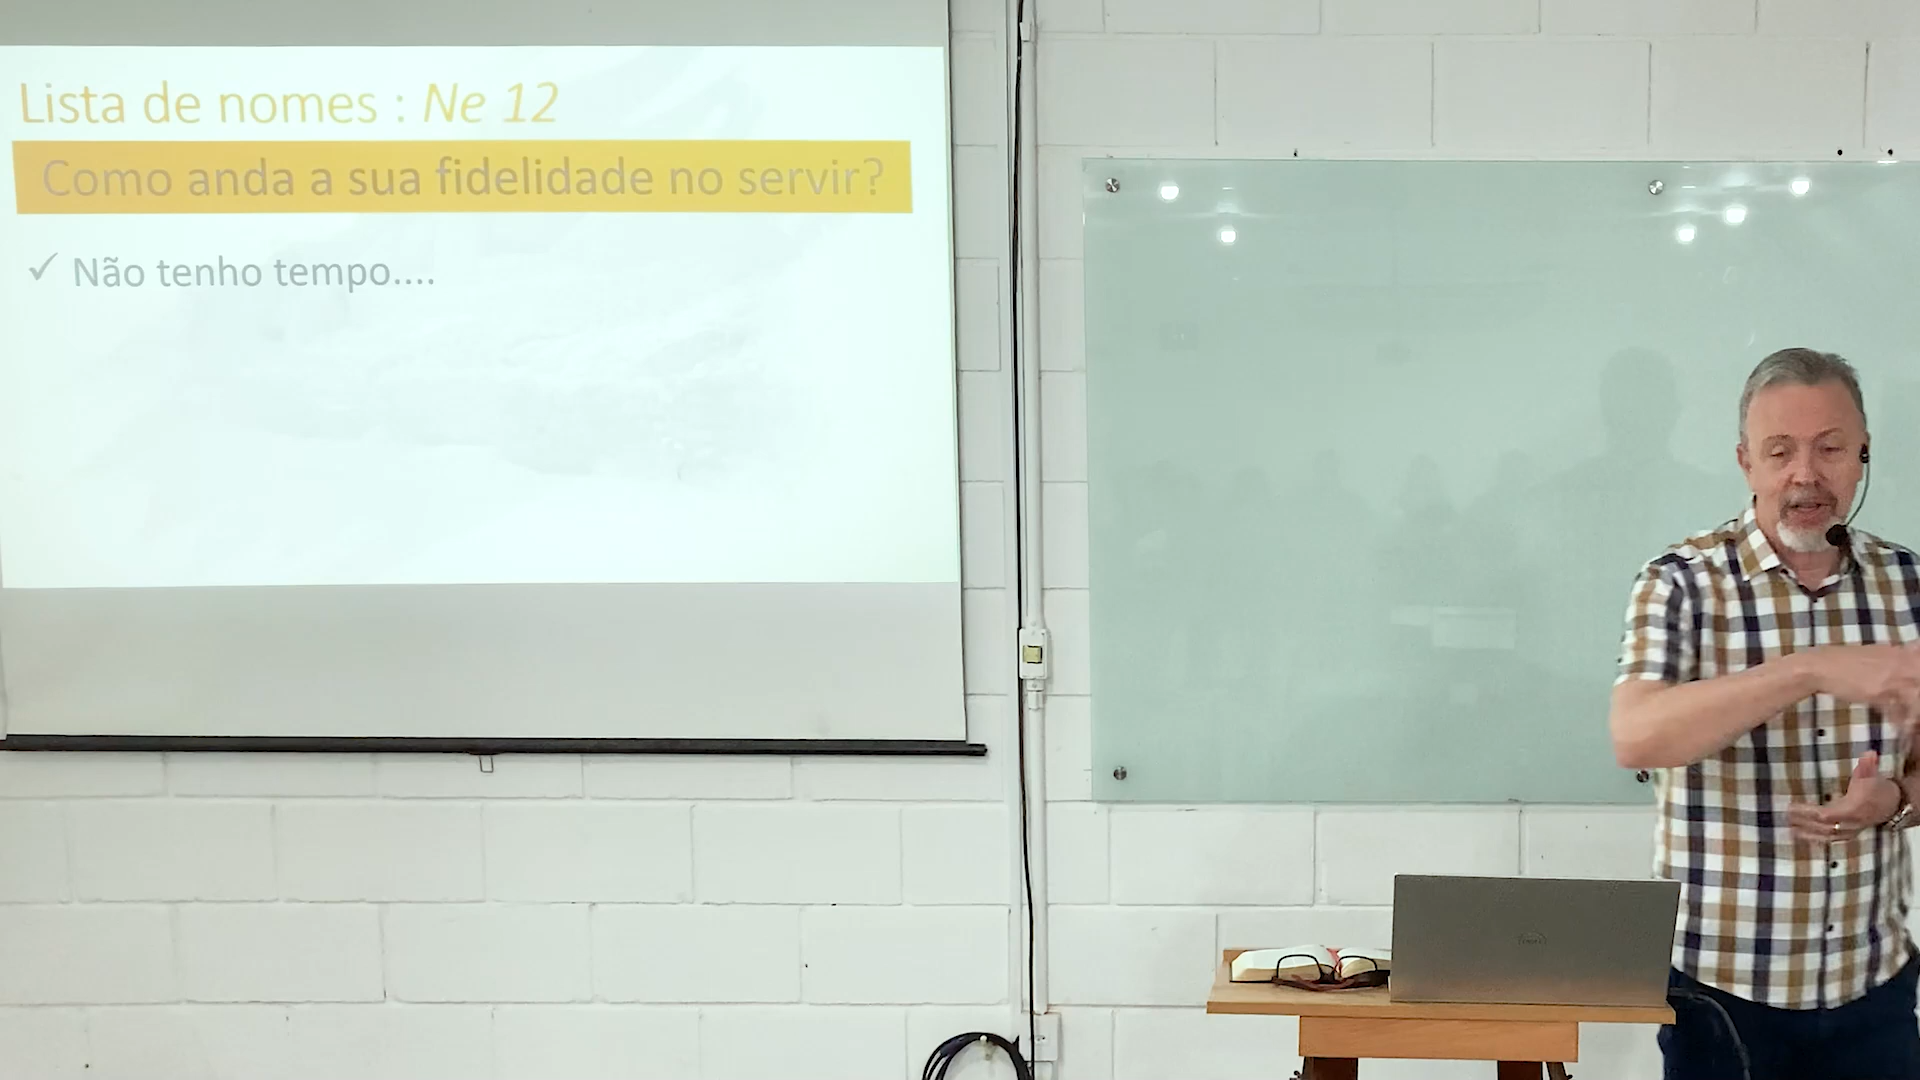 Lista de nomes : Ne 12
Como anda a sua fidelidade no servir?
✓ Não tenho tempo....